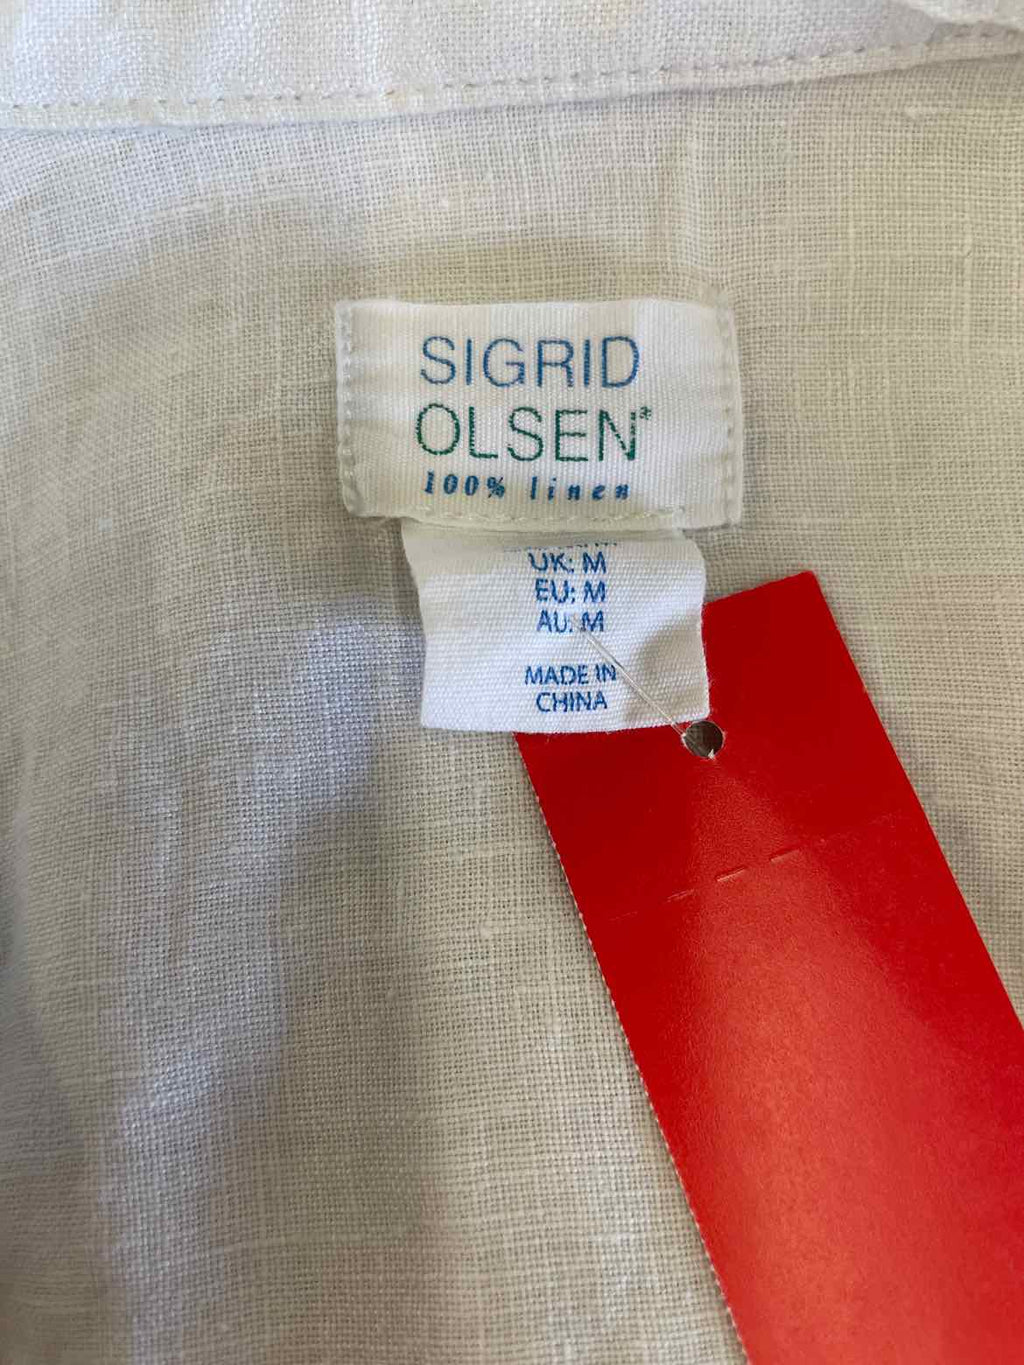 SIGRID
OLSEN*
100% linen
UK: M
EU: M
AU: M
MADE IN
CHINA